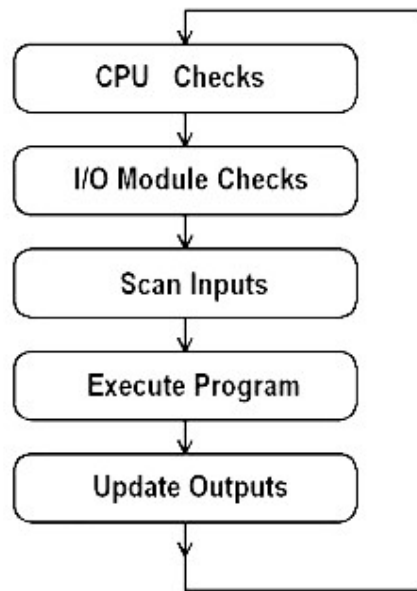 CPU Checks
I/O Module Checks
Scan Inputs
Execute Program
Update Outputs